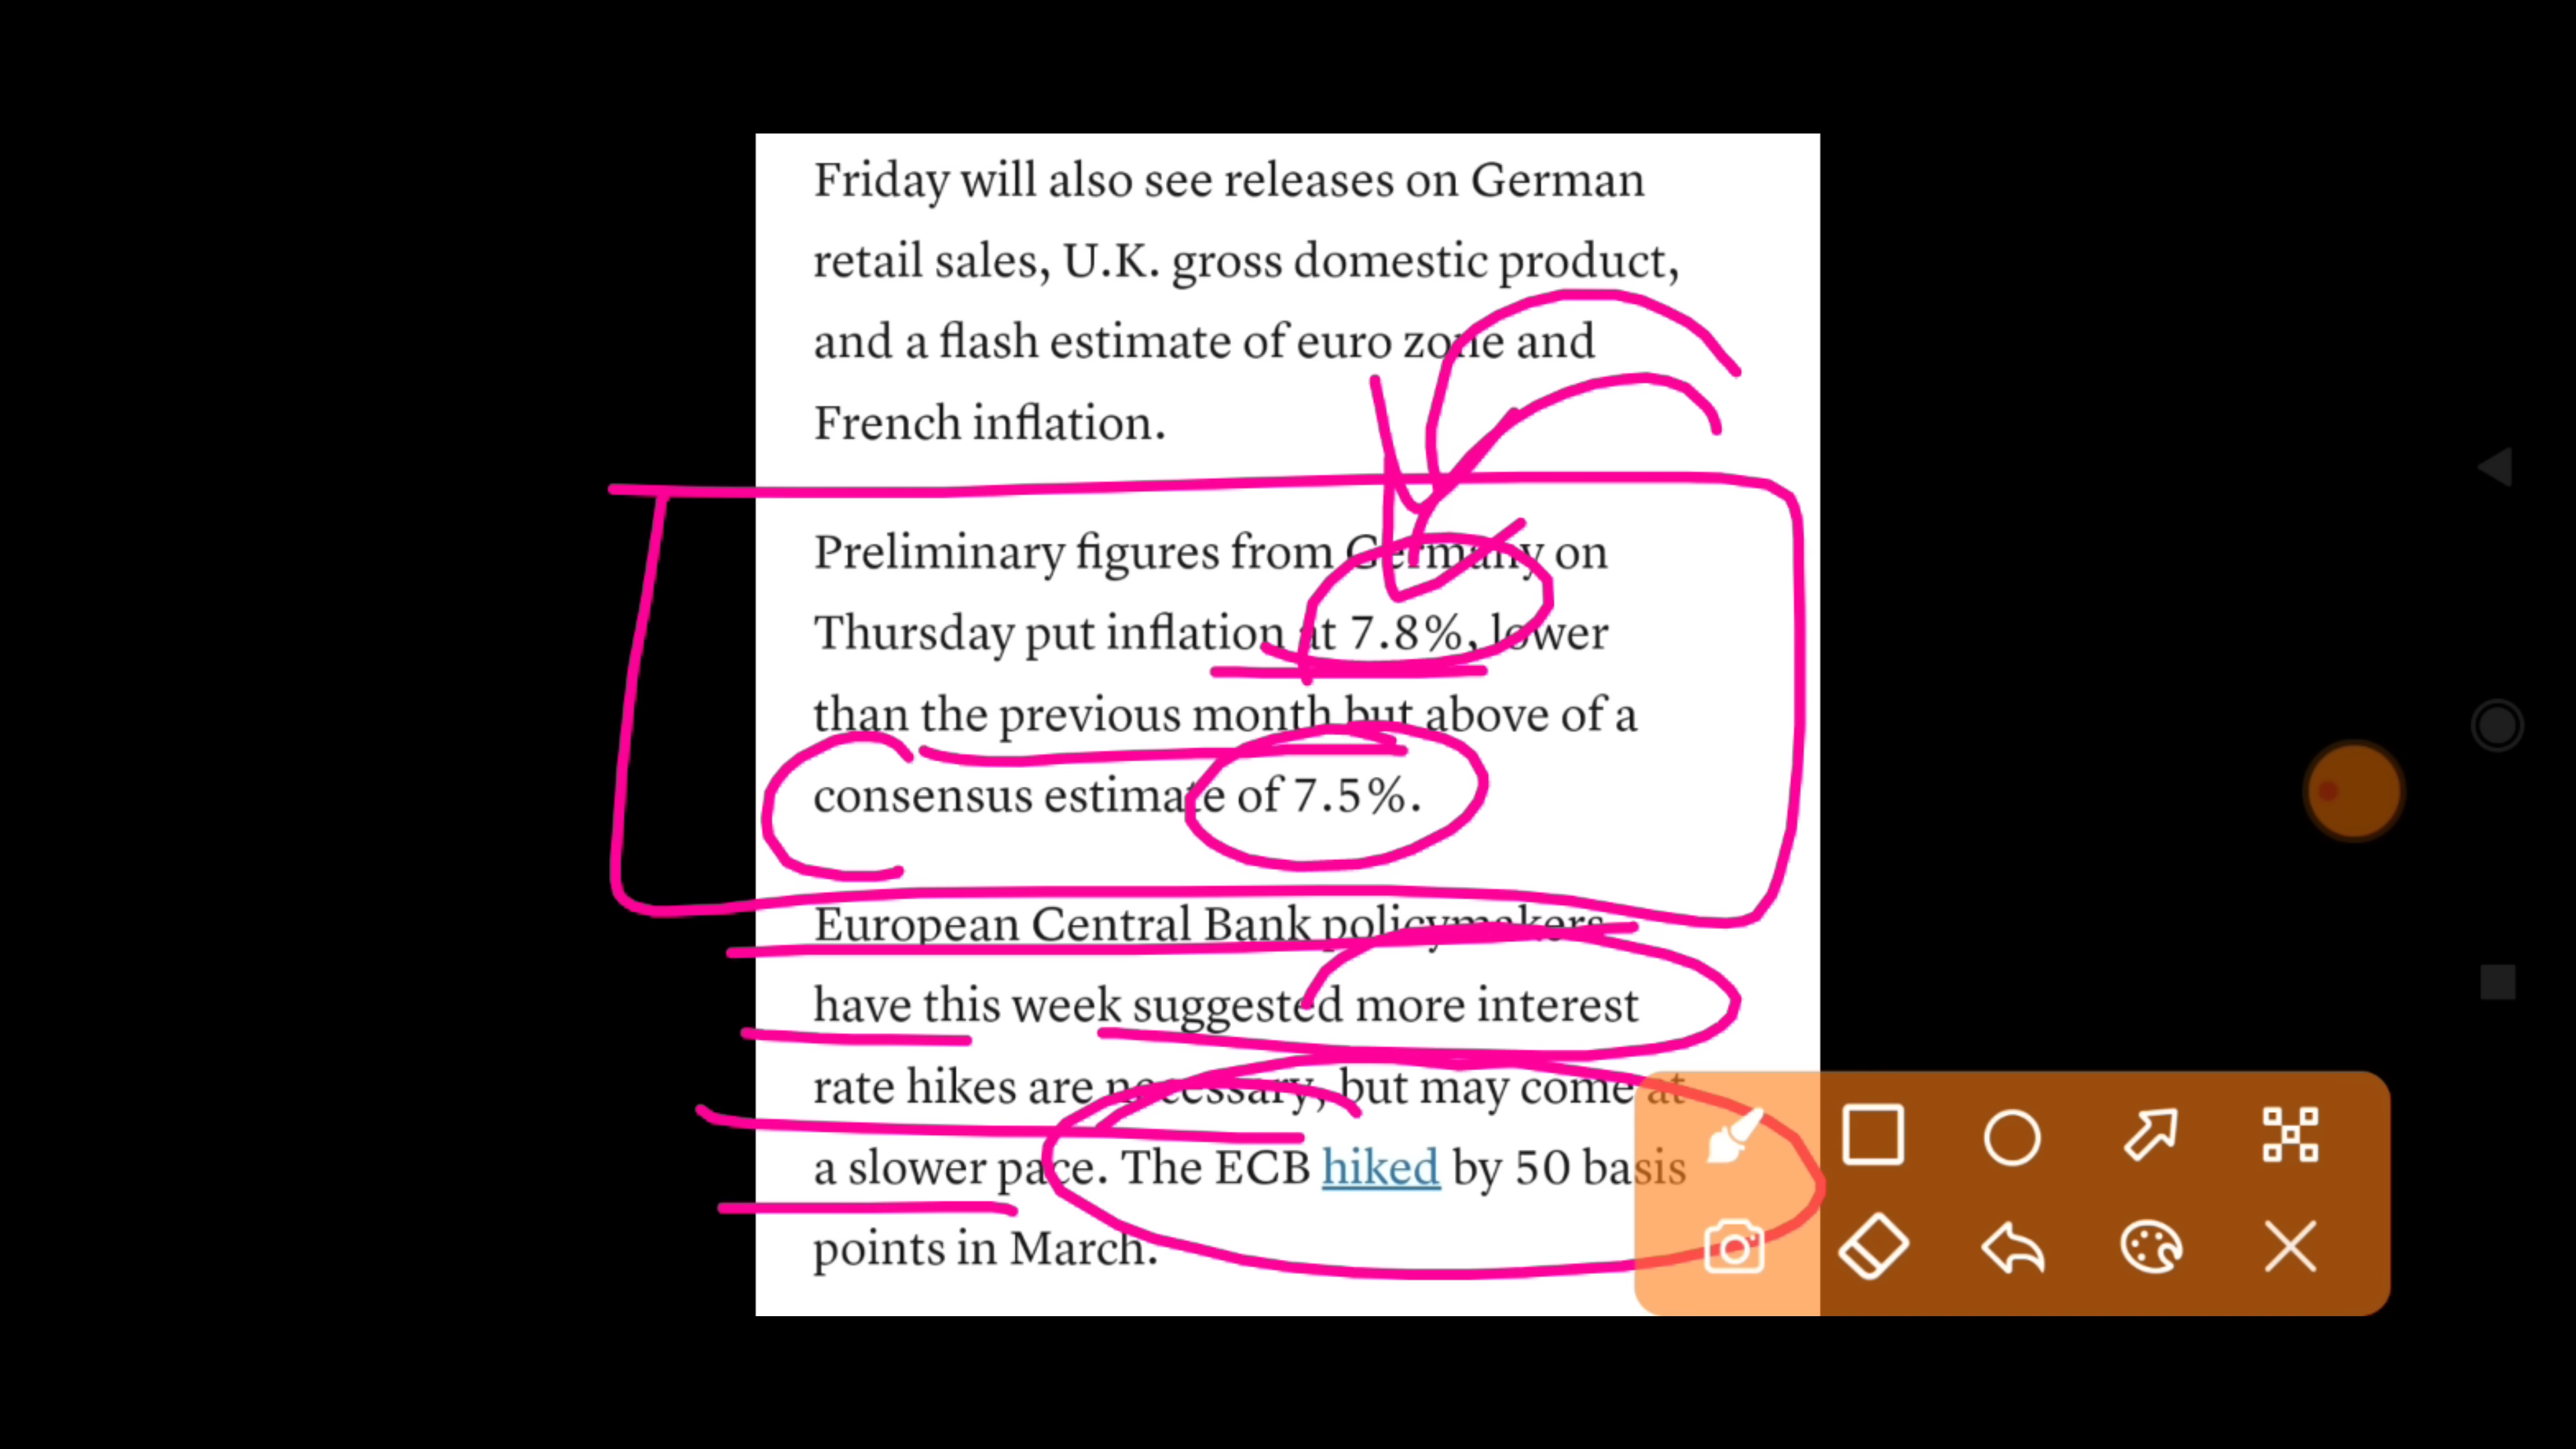 Friday will also see releases on German
retail sales, U.K. gross domestic product,
and a flash estimate of euro zone and
French inflation.
Preliminary figures from Germany on
Thursday put inflation at 7.8%, lower
than the previous month but above of a
consensus estimate of 7.5%.
European Central Bank policymakers
have this week suggested more interest
rate hikes are necessary, but may come at
a slower pace. The ECB hiked by 50 basis
points in March.